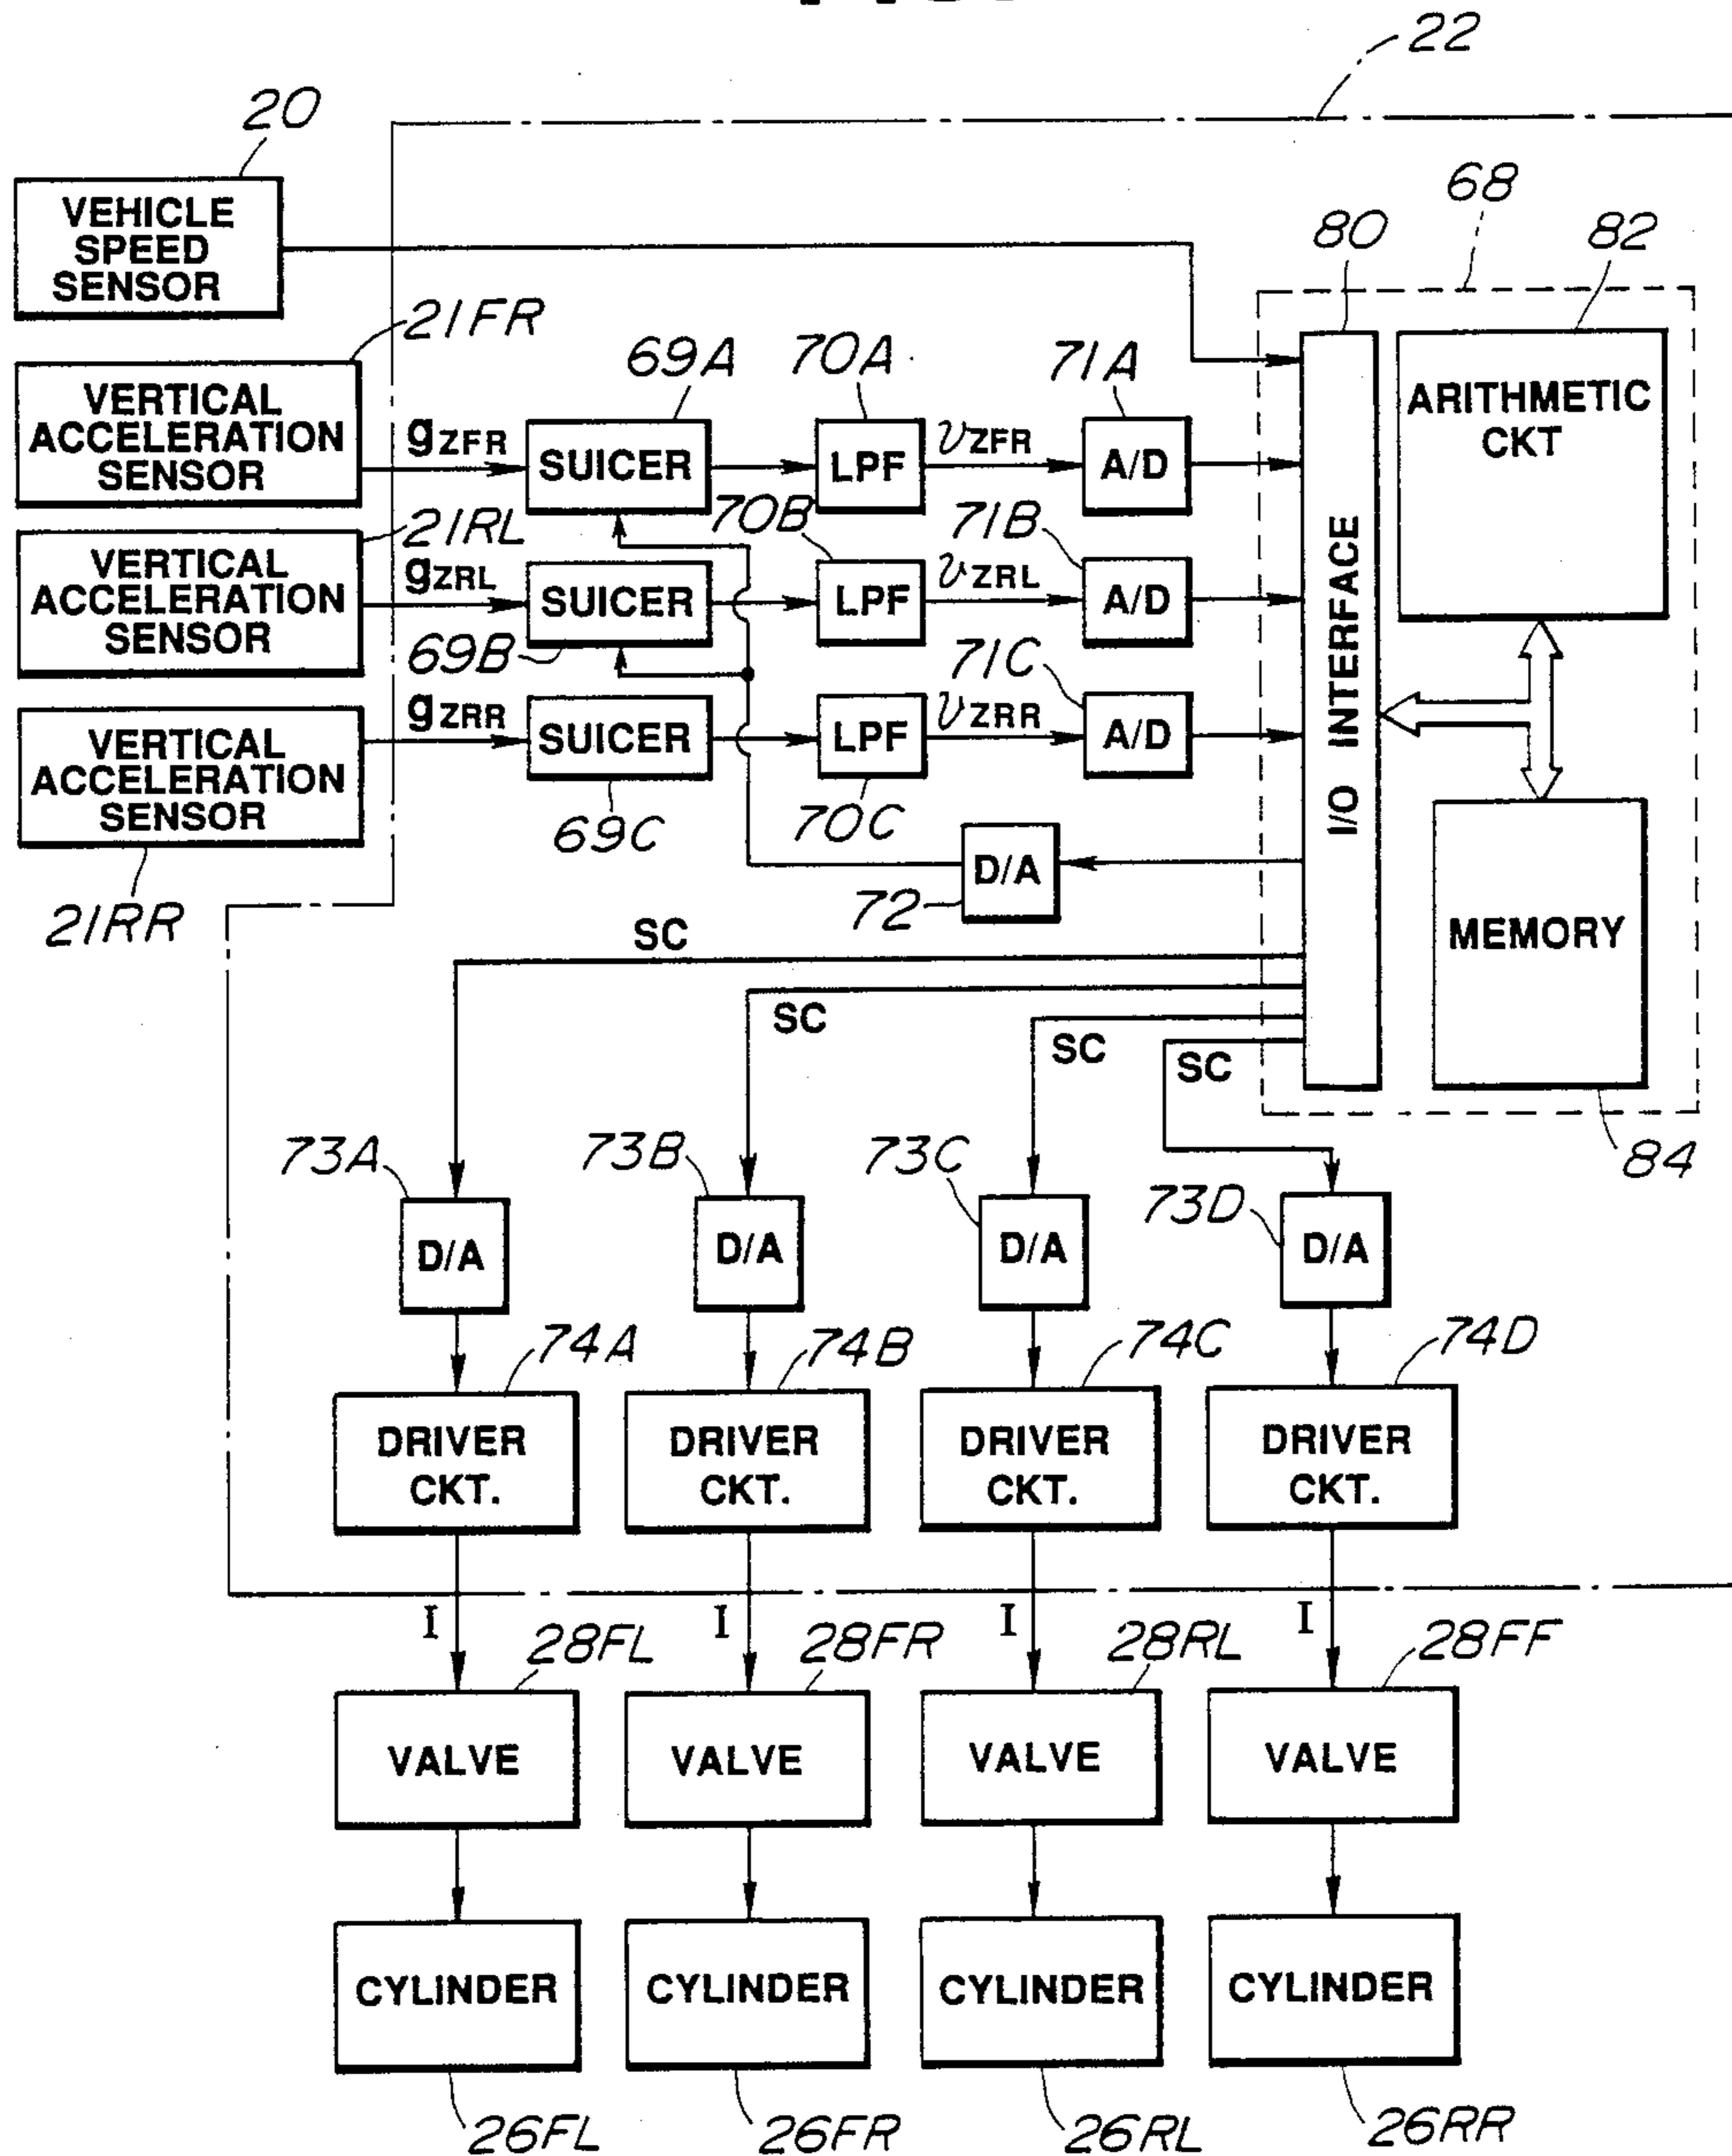 22
20
68
80
82
VEHICLE
SPEED
SENSOR
21FR
69A
70A
71A
VERTICAL
ACCELERATION
SENSOR
gZFR
SUICER
LPF
vZFR
A/D
ARITHMETIC
CKT
21RL
70B
71B
VERTICAL
ACCELERATION
SENSOR
gZRL
SUICER
LPF
vZRL
A/D
I/O INTERFACE
69B
71C
VERTICAL
ACCELERATION
SENSOR
gZRR
SUICER
LPF
vZRR
A/D
69C
70C
D/A
72
21RR
MEMORY
SC
SC
SC
SC
73A
73B
73C
73D
84
D/A
D/A
D/A
D/A
74A
74B
74C
74D
DRIVER
CKT.
DRIVER
CKT.
DRIVER
CKT.
DRIVER
CKT.
I
I
I
I
28FL
28FR
28RL
28FF
VALVE
VALVE
VALVE
VALVE
CYLINDER
CYLINDER
CYLINDER
CYLINDER
26FL
26FR
26RL
26RR